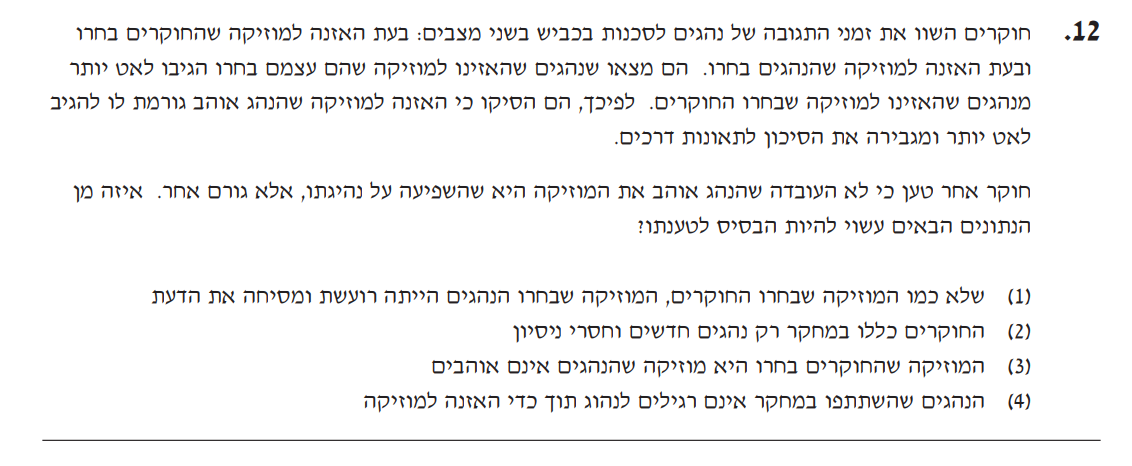 12. חוקרים השוו את זמני התגובה של נהגים לסכנות בכביש בשני מצבים: בעת האזנה למוזיקה שהחוקרים בחרו
ובעת האזנה למוזיקה שהנהגים בחרו. הם מצאו שנהגים שהאזינו למוזיקה שהם עצמם בחרו הגיבו לאט יותר
מנהגים שהאזינו למוזיקה שבחרו החוקרים. לפיכך, הם הסיקו כי האזנה למוזיקה שהנהג אוהב גורמת לו להגיב
לאט יותר ומגבירה את הסיכון לתאונות דרכים.
חוקר אחר טען כי לא העובדה שהנהג אוהב את המוזיקה היא שהשפיעה על נהיגתו, אלא גורם אחר. איזה מן
הנתונים הבאים עשוי להיות הבסיס לטענתו?
(1) שלא כמו המוזיקה שבחרו החוקרים, המוזיקה שבחרו הנהגים הייתה רועשת ומסיחה את הדעת
(2) החוקרים כללו במחקר רק נהגים חדשים וחסרי ניסיון
(3) המוזיקה שהחוקרים בחרו היא מוזיקה שהנהגים אינם אוהבים
(4) הנהגים שהשתתפו במחקר אינם רגילים לנהוג תוך כדי האזנה למוזיקה